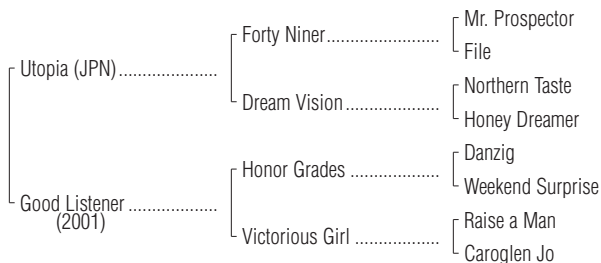 Mr. Prospector
Forty Niner
File
Utopia (JPN)
Northern Taste
Dream Vision
Honey Dreamer
Danzig
Honor Grades
Weekend Surprise
Good Listener
(2001)
Raise a Man
Victorious Girl
Caroglen Jo